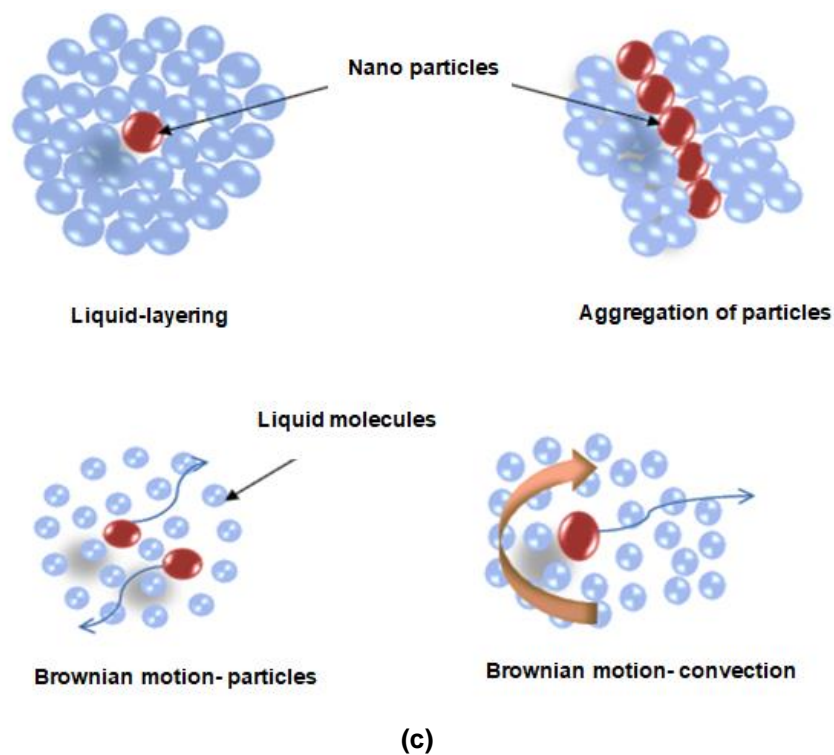 Nano particles
Liquid-layering
Aggregation of particles
Liquid molecules
Brownian motion- particles
Brownian motion- convection
(c)